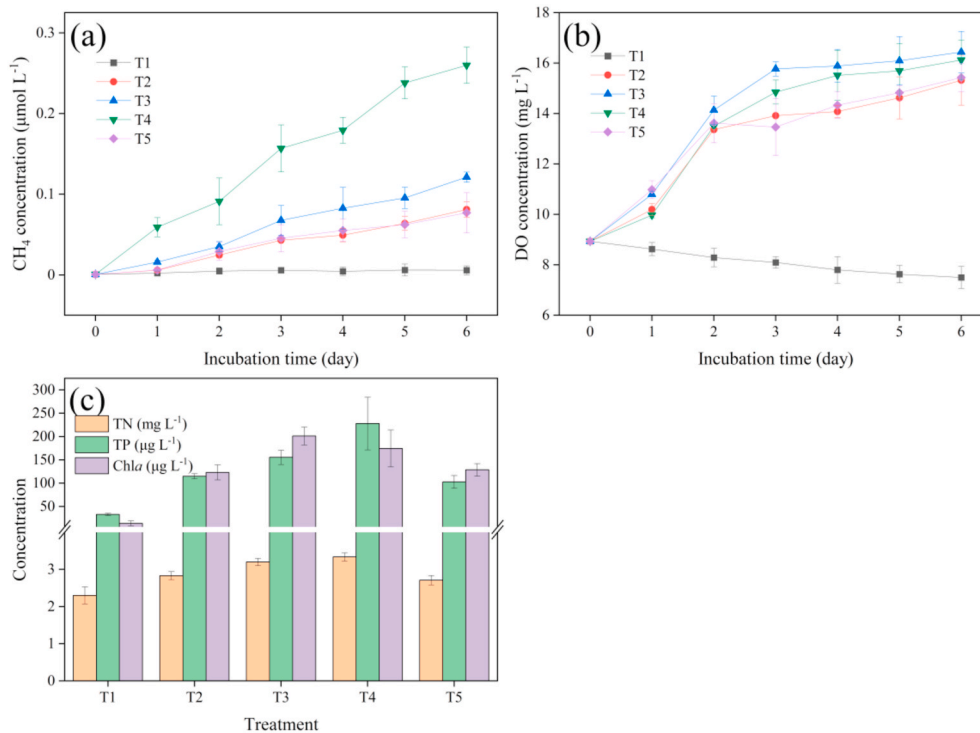 (a)
T1
T2
T3
T4
T5
0.3
0.2
0.1
0
CH₄ concentration (μmol L⁻¹)
0 1 2 3 4 5 6
Incubation time (day)
(b)
T1
T2
T3
T4
T5
18
16
14
12
10
8
6
DO concentration (mg L⁻¹)
0 1 2 3 4 5 6
Incubation time (day)
(c)
TN (mg L⁻¹)
TP (μg L⁻¹)
Chla (μg L⁻¹)
300
250
200
150
100
50
3
2
1
0
Concentration
T1 T2 T3 T4 T5
Treatment